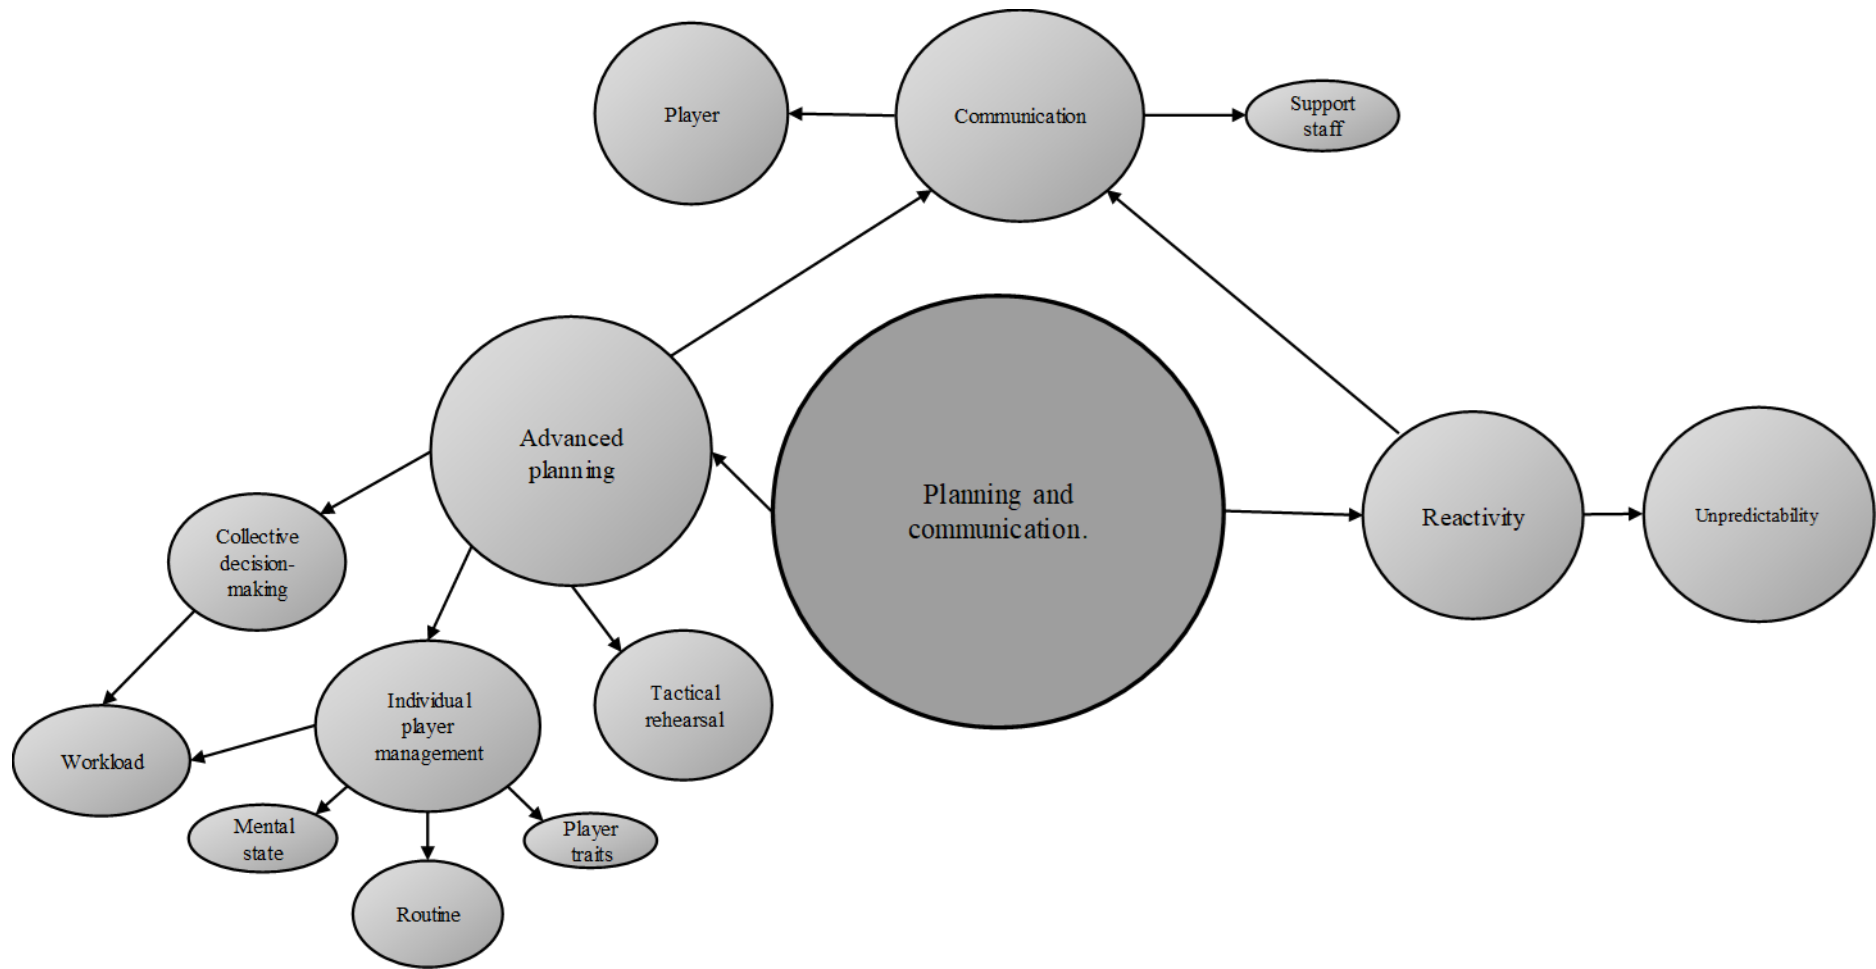 Player
Communication
Support
staff
Advanced
planning
Planning and
communication.
Reactivity
Unpredictability
Collective
decision-
making
Individual
player
management
Tactical
rehearsal
Workload
Mental
state
Player
traits
Routine